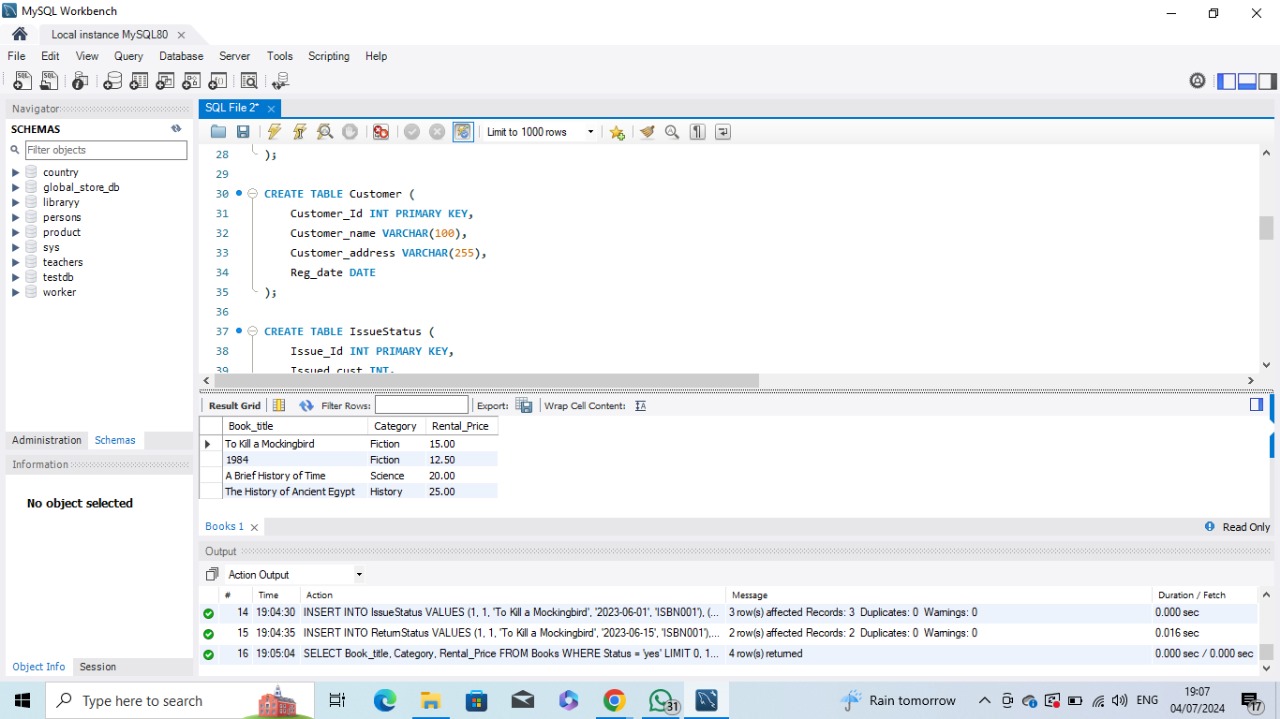 MySQL Workbench
Local instance MySQL80
File Edit View Query Database Server Tools Scripting Help
Navigator
SCHEMAS
Filter objects
country
global_store_db
libraryy
persons
product
sys
teachers
testdb
worker
Administration Schemas
Information
No object selected
Object Info Session
SQL File 2*
Limit to 1000 rows
28 );
29
30 CREATE TABLE Customer (
31 Customer_Id INT PRIMARY KEY,
32 Customer_name VARCHAR(100),
33 Customer_address VARCHAR(255),
34 Reg_date DATE
35 );
36
37 CREATE TABLE IssueStatus (
38 Issue_Id INT PRIMARY KEY,
39 Issued_cust INT,
Result Grid Filter Rows: Export: Wrap Cell Content:
Book_title Category Rental_Price
To Kill a Mockingbird Fiction 15.00
1984 Fiction 12.50
A Brief History of Time Science 20.00
The History of Ancient Egypt History 25.00
Books 1 Read Only
Output
Action Output
# Time Action Message Duration / Fetch
14 19:04:30 INSERT INTO IssueStatus VALUES (1, 1, 'To Kill a Mockingbird', '2023-06-01', 'ISBN001'), (... 3 row(s) affected Records: 3 Duplicates: 0 Warnings: 0 0.000 sec
15 19:04:35 INSERT INTO ReturnStatus VALUES (1, 1, 'To Kill a Mockingbird', '2023-06-15', 'ISBN001'),... 2 row(s) affected Records: 2 Duplicates: 0 Warnings: 0 0.016 sec
16 19:05:04 SELECT Book_title, Category, Rental_Price FROM Books WHERE Status = 'yes' LIMIT 0, 1... 4 row(s) returned 0.000 sec / 0.000 sec
Type here to search
31
Rain tomorrow
ENG
19:07
04/07/2024
17